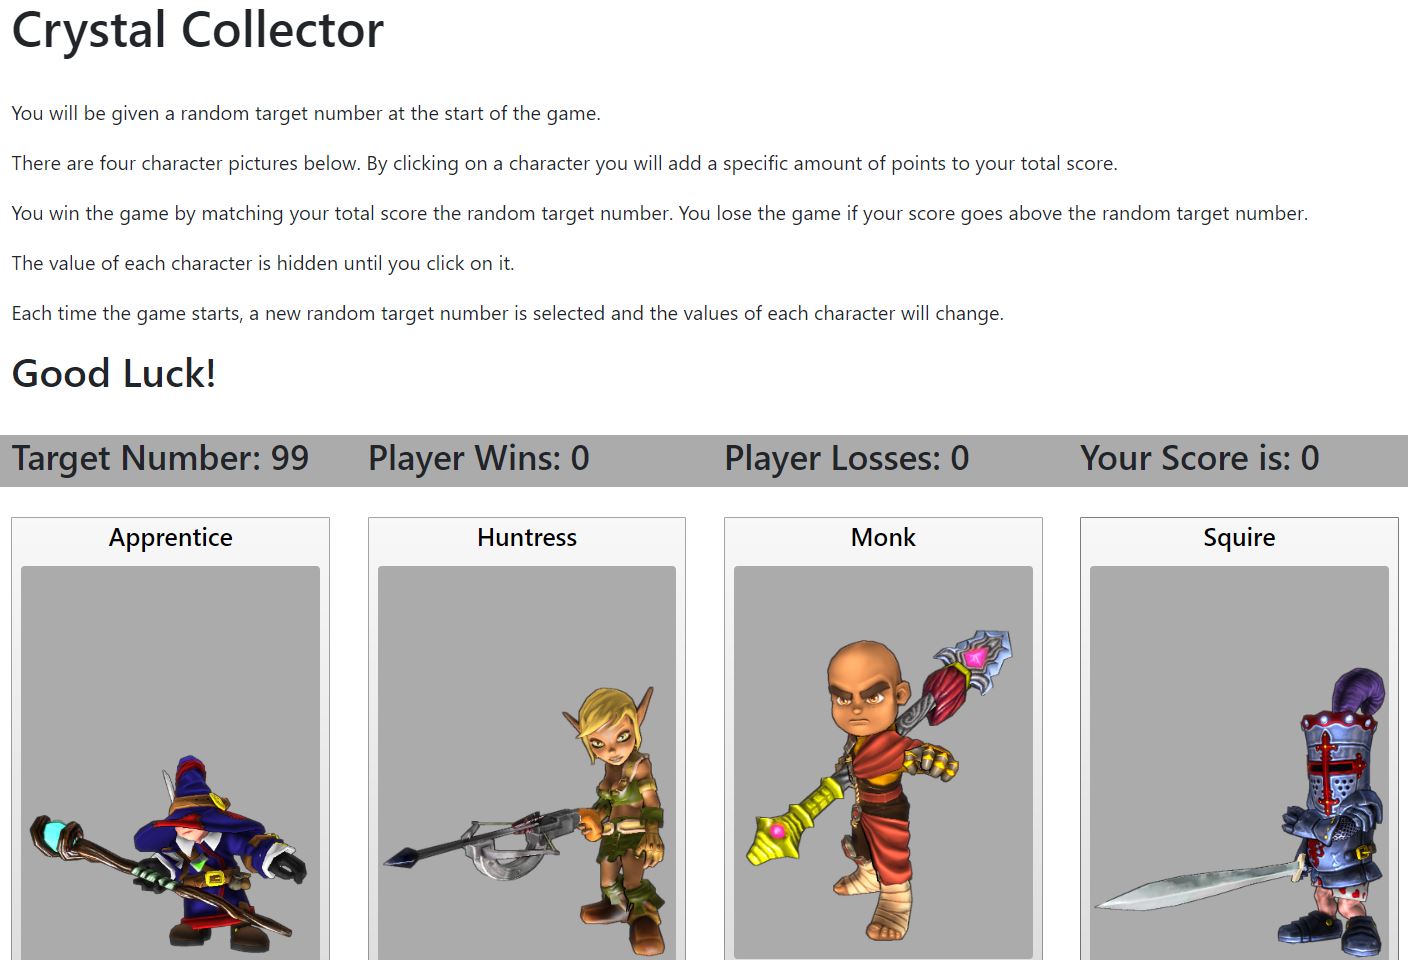 Crystal Collector
You will be given a random target number at the start of the game.
There are four character pictures below. By clicking on a character you will add a specific amount of points to your total score.
You win the game by matching your total score the random target number. You lose the game if your score goes above the random target number.
The value of each character is hidden until you click on it.
Each time the game starts, a new random target number is selected and the values of each character will change.
Good Luck!
Target Number: 99 Player Wins: 0 Player Losses: 0 Your Score is: 0
Apprentice Huntress Monk Squire